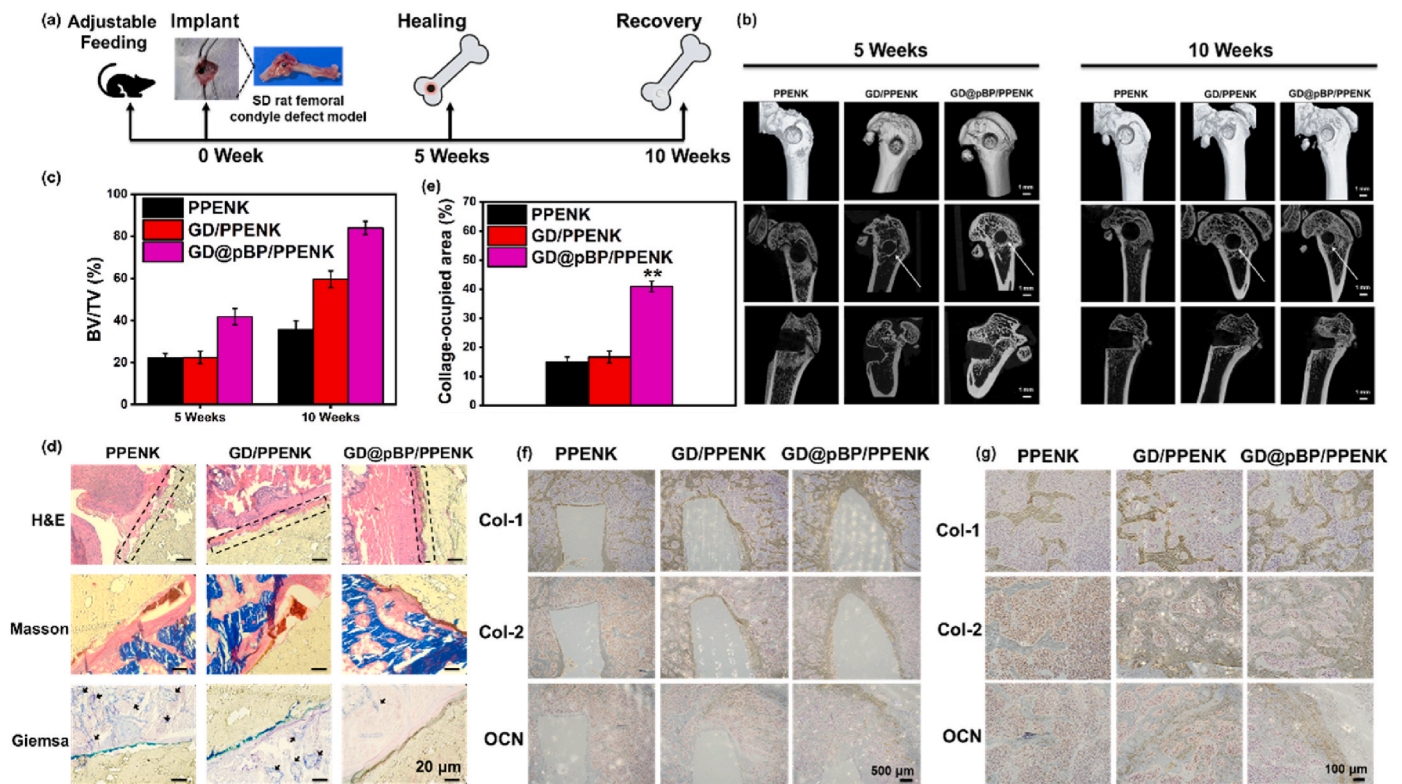 (a)
Adjustable
Feeding
Implant
Healing
Recovery
SD rat femoral
condyle defect model
0 Week
5 Weeks
10 Weeks
(b)
5 Weeks
10 Weeks
PPENK
GD/PPENK
GD@pBP/PPENK
PPENK
GD/PPENK
GD@pBP/PPENK
1 mm
1 mm
1 mm
1 mm
1 mm
1 mm
(c)
BV/TV (%)
100
80
60
40
20
0
PPENK
GD/PPENK
GD@pBP/PPENK
5 Weeks
10 Weeks
(e)
Collage-ocupied area (%)
70
60
50
40
30
20
10
0
PPENK
GD/PPENK
GD@pBP/PPENK
**
(d)
PPENK
GD/PPENK
GD@pBP/PPENK
H&E
Masson
Giemsa
20 μm
(f)
PPENK
GD/PPENK
GD@pBP/PPENK
Col-1
Col-2
OCN
500 μm
(g)
PPENK
GD/PPENK
GD@pBP/PPENK
Col-1
Col-2
OCN
100 μm